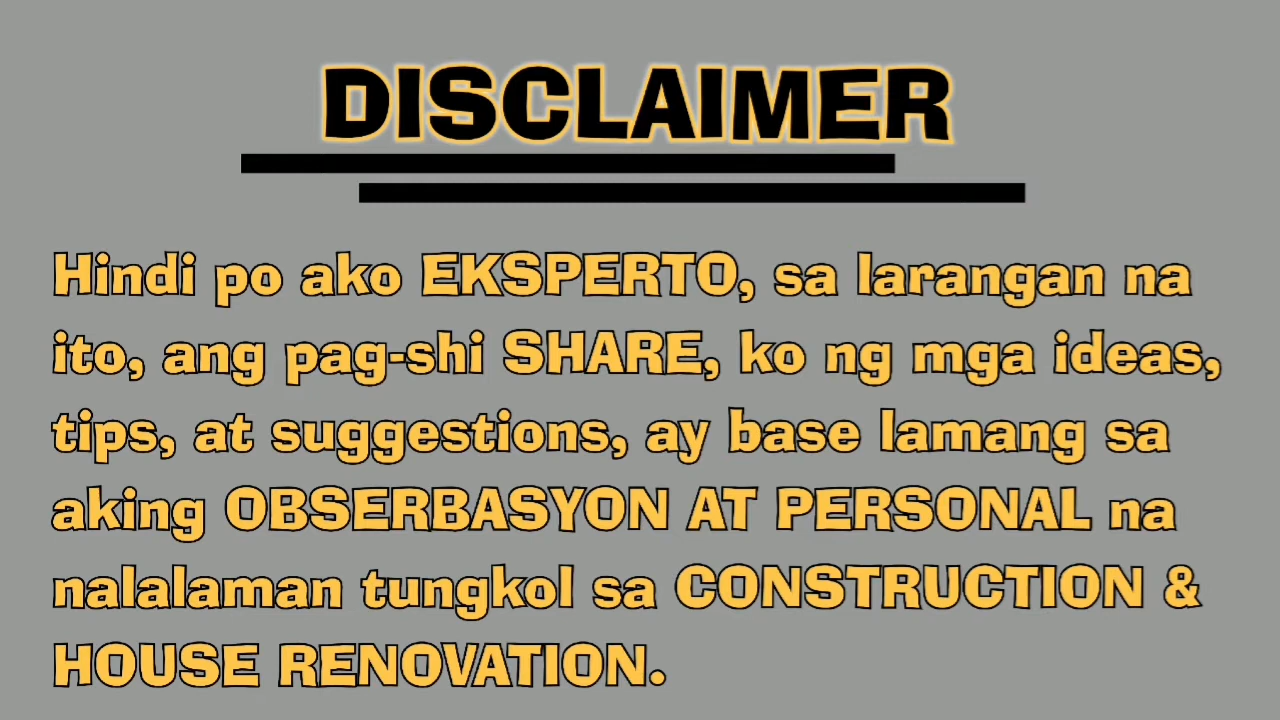 DISCLAIMER
Hindi po ako EKSPERTO, sa larangan na
ito, ang pag-shi SHARE, ko ng mga ideas,
tips, at suggestions, ay base lamang sa
aking OBSERBASYON AT PERSONAL na
nalalaman tungkol sa CONSTRUCTION &
HOUSE RENOVATION.